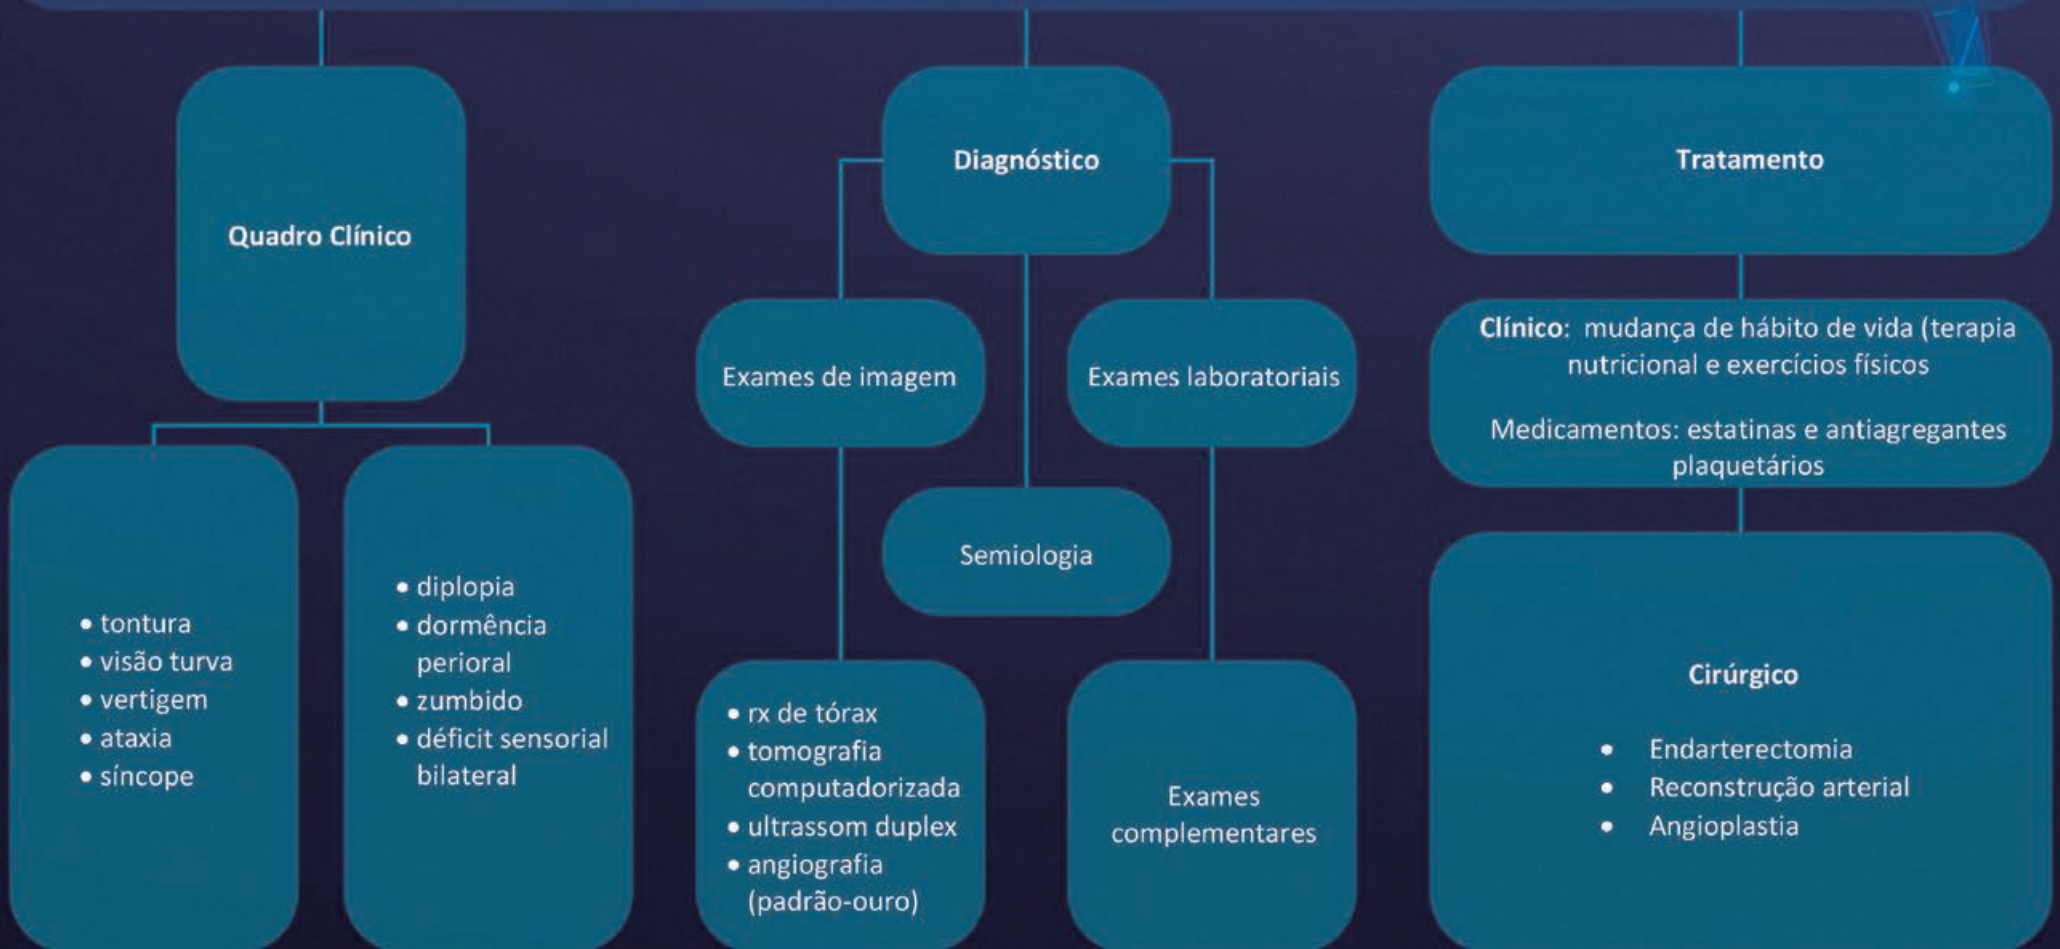 Quadro Clínico
• tontura
• visão turva
• vertigem
• ataxia
• síncope
• diplopia
• dormência
perioral
• zumbido
• déficit sensorial
bilateral
Diagnóstico
Exames de imagem
Semiologia
Exames laboratoriais
• rx de tórax
• tomografia
computadorizada
• ultrassom duplex
• angiografia
(padrão-ouro)
Exames
complementares
Tratamento
Clínico:  mudança de hábito de vida (terapia
nutricional e exercícios físicos
Medicamentos: estatinas e antiagregantes
plaquetários
Cirúrgico
• Endarterectomia
• Reconstrução arterial
• Angioplastia